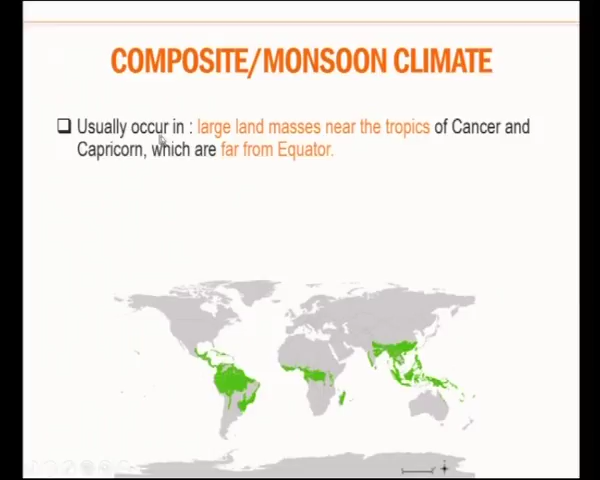 COMPOSITE/MONSOON CLIMATE
Usually occur in : large land masses near the tropics of Cancer and
Capricorn, which are far from Equator.